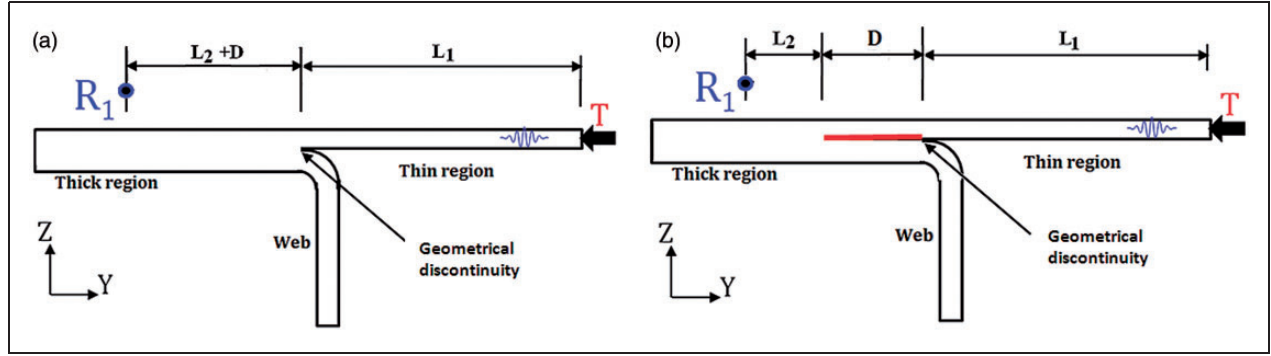 (a)
L₂ +D
L₁
R₁
T
Thick region
Thin region
Web
Geometrical
discontinuity
Z
Y
(b)
L₂
D
L₁
R₁
T
Thick region
Thin region
Web
Geometrical
discontinuity
Z
Y